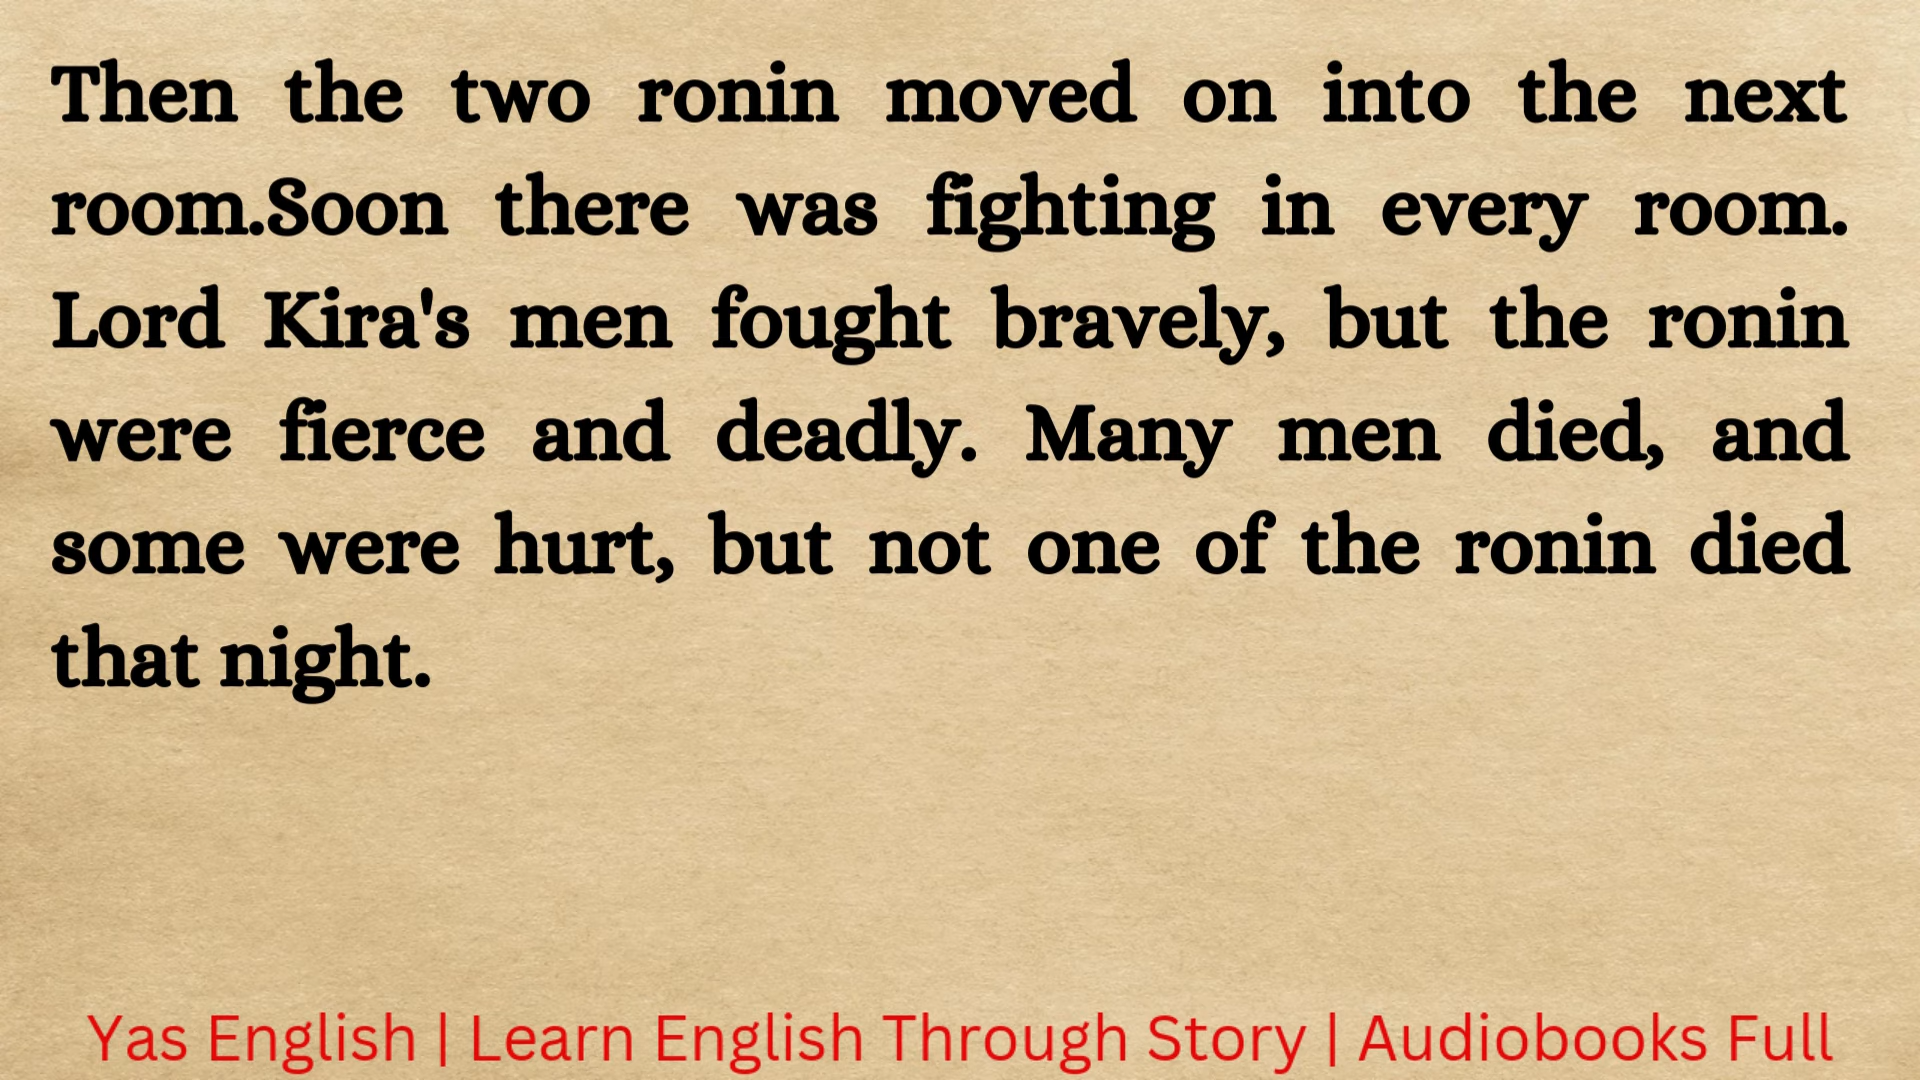 Then the two ronin moved on into the next
room.Soon there was fighting in every room.
Lord Kira's men fought bravely, but the ronin
were fierce and deadly. Many men died, and
some were hurt, but not one of the ronin died
that night.
Yas English | Learn English Through Story | Audiobooks Full